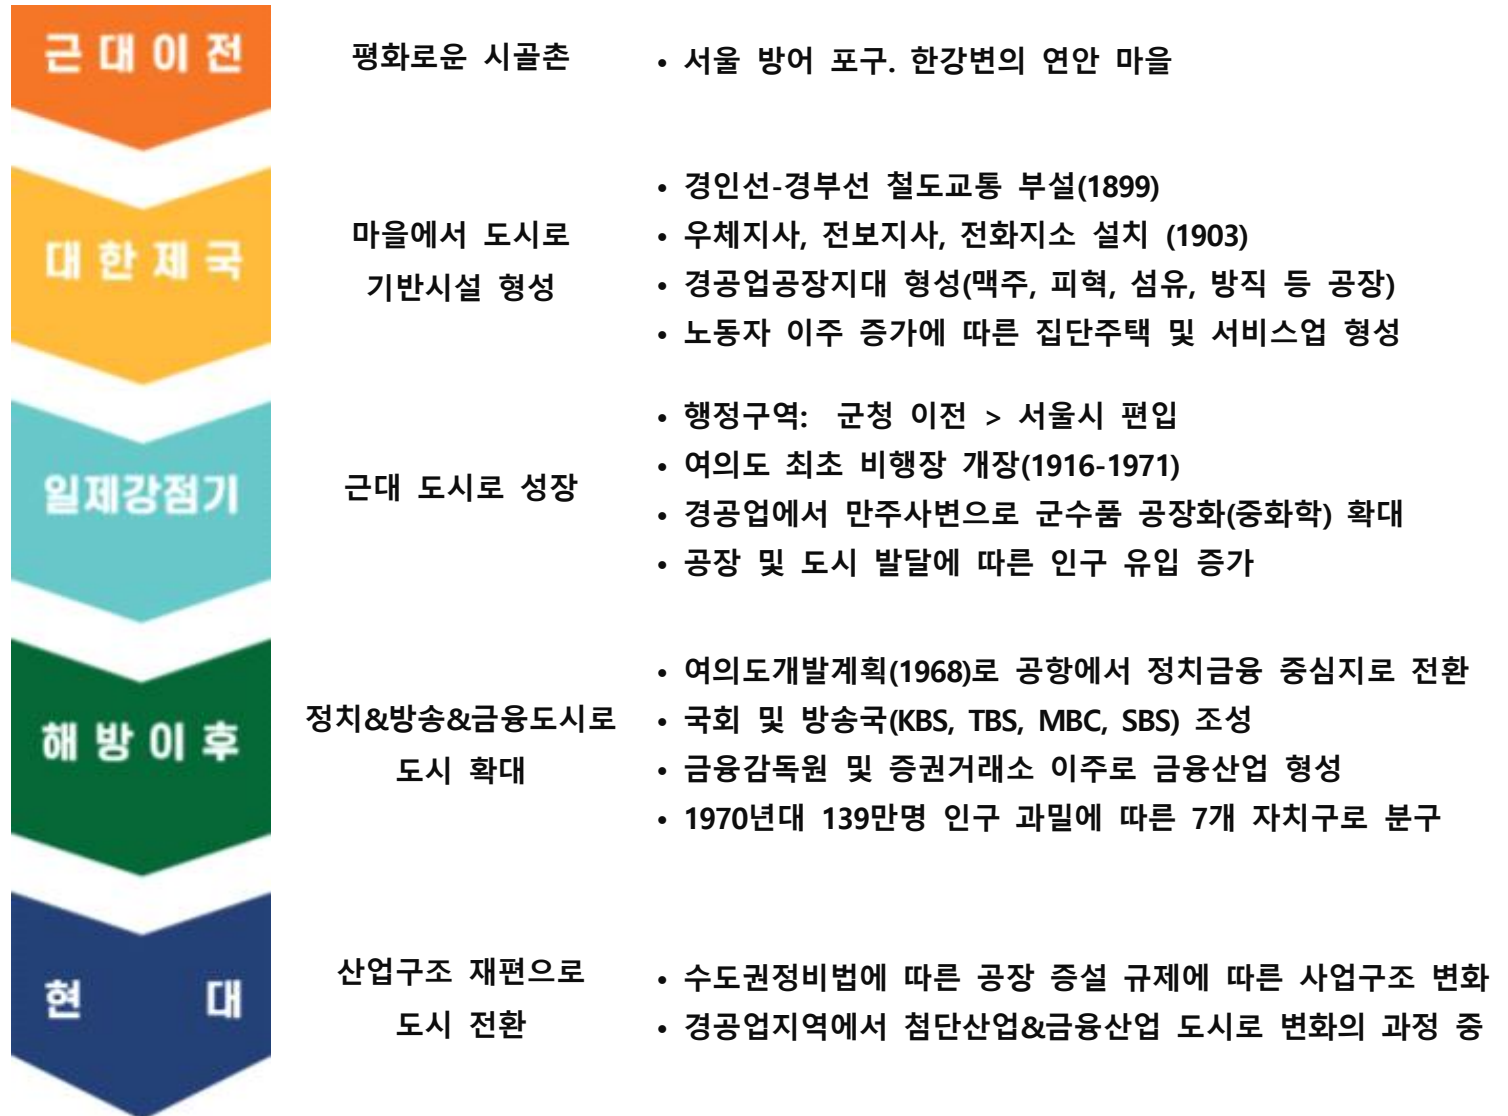 근대이전
평화로운 시골촌
• 서울 방어 포구. 한강변의 연안 마을
대한제국
마을에서 도시로
기반시설 형성
• 경인선-경부선 철도교통 부설(1899)
• 우체지사, 전보지사, 전화지소 설치 (1903)
• 경공업공장지대 형성(맥주, 피혁, 섬유, 방직 등 공장)
• 노동자 이주 증가에 따른 집단주택 및 서비스업 형성
일제강점기
근대 도시로 성장
• 행정구역: 군청 이전 > 서울시 편입
• 여의도 최초 비행장 개장(1916-1971)
• 경공업에서 만주사변으로 군수품 공장화(중화학) 확대
• 공장 및 도시 발달에 따른 인구 유입 증가
해방이후
정치&방송&금융도시로
도시 확대
• 여의도개발계획(1968)로 공항에서 정치금융 중심지로 전환
• 국회 및 방송국(KBS, TBS, MBC, SBS) 조성
• 금융감독원 및 증권거래소 이주로 금융산업 형성
• 1970년대 139만명 인구 과밀에 따른 7개 자치구로 분구
현 대
산업구조 재편으로
도시 전환
• 수도권정비법에 따른 공장 증설 규제에 따른 사업구조 변화
• 경공업지역에서 첨단산업&금융산업 도시로 변화의 과정 중